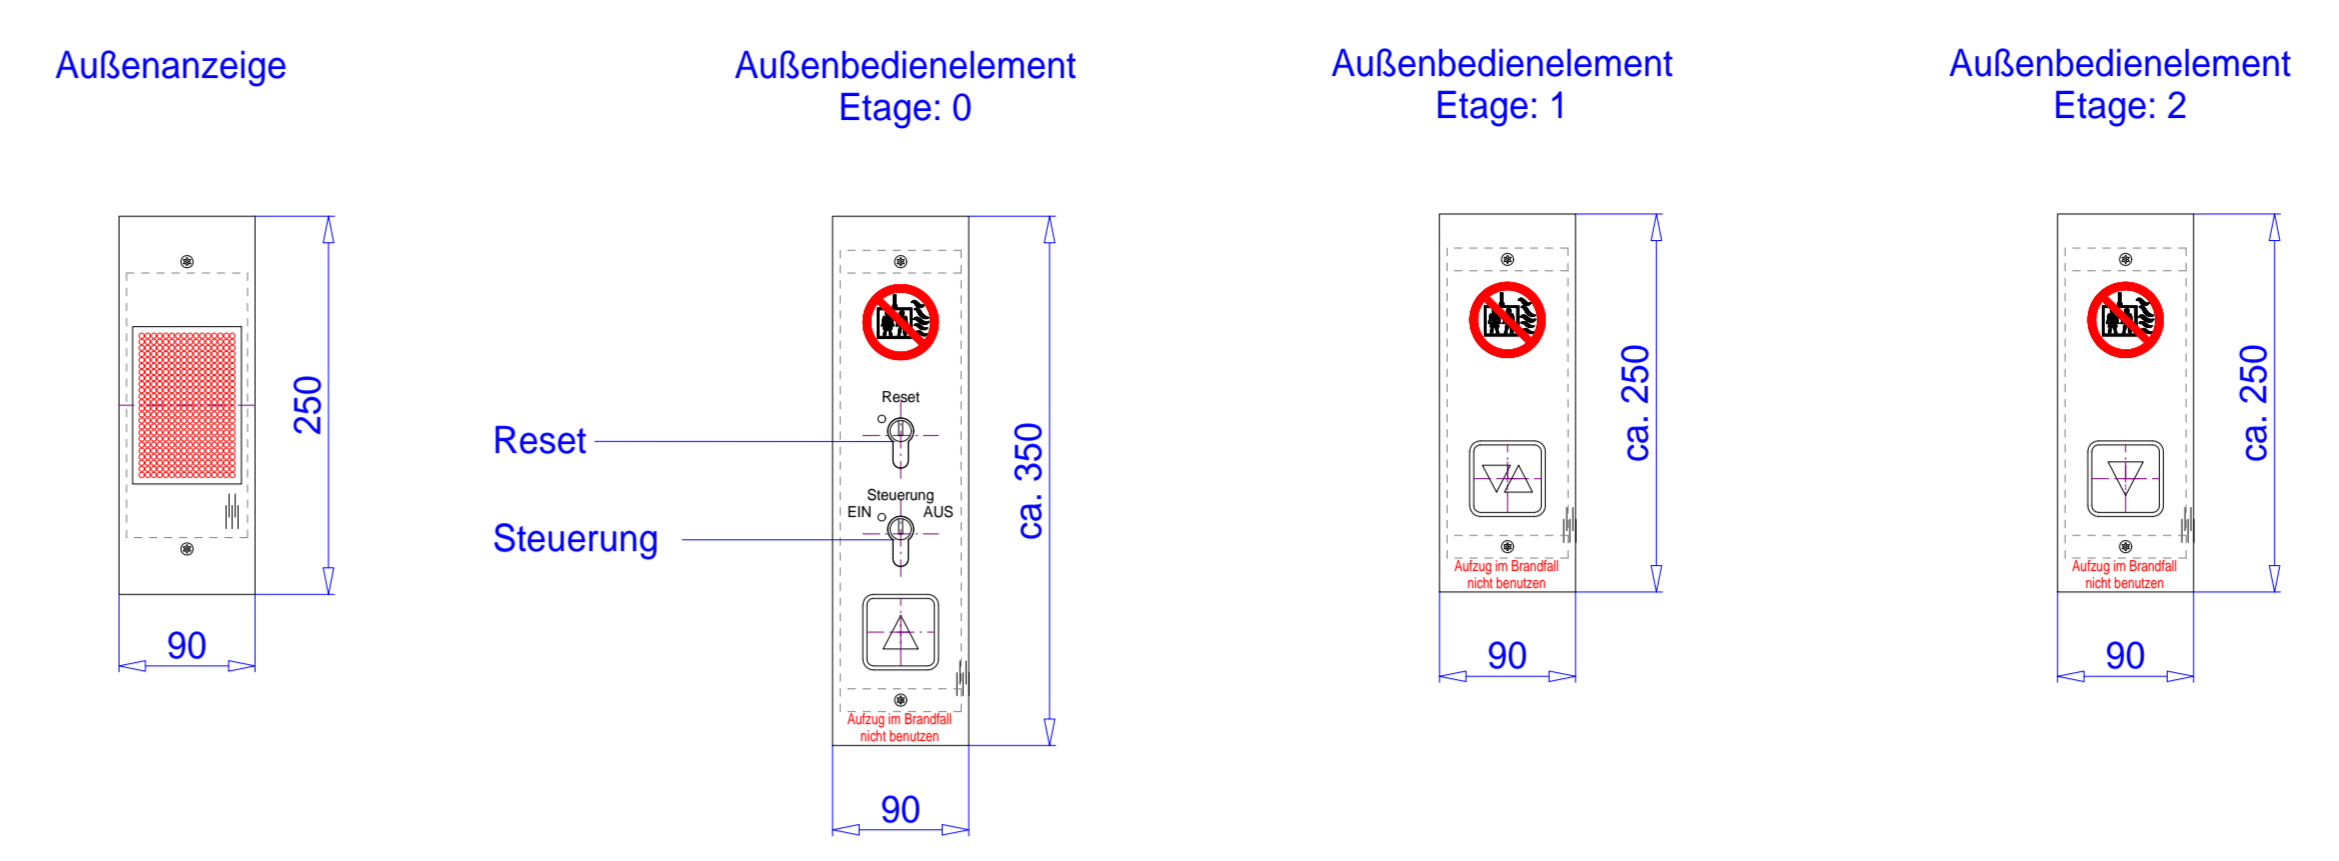 Außenanzeige
250
90
Außenbedienelement
Etage: 0
Reset
Reset
Steuerung
Steuerung
EIN
AUS
ca. 350
Aufzug im Brandfall
nicht benutzen
90
Außenbedienelement
Etage: 1
ca. 250
Aufzug im Brandfall
nicht benutzen
90
Außenbedienelement
Etage: 2
ca. 250
Aufzug im Brandfall
nicht benutzen
90